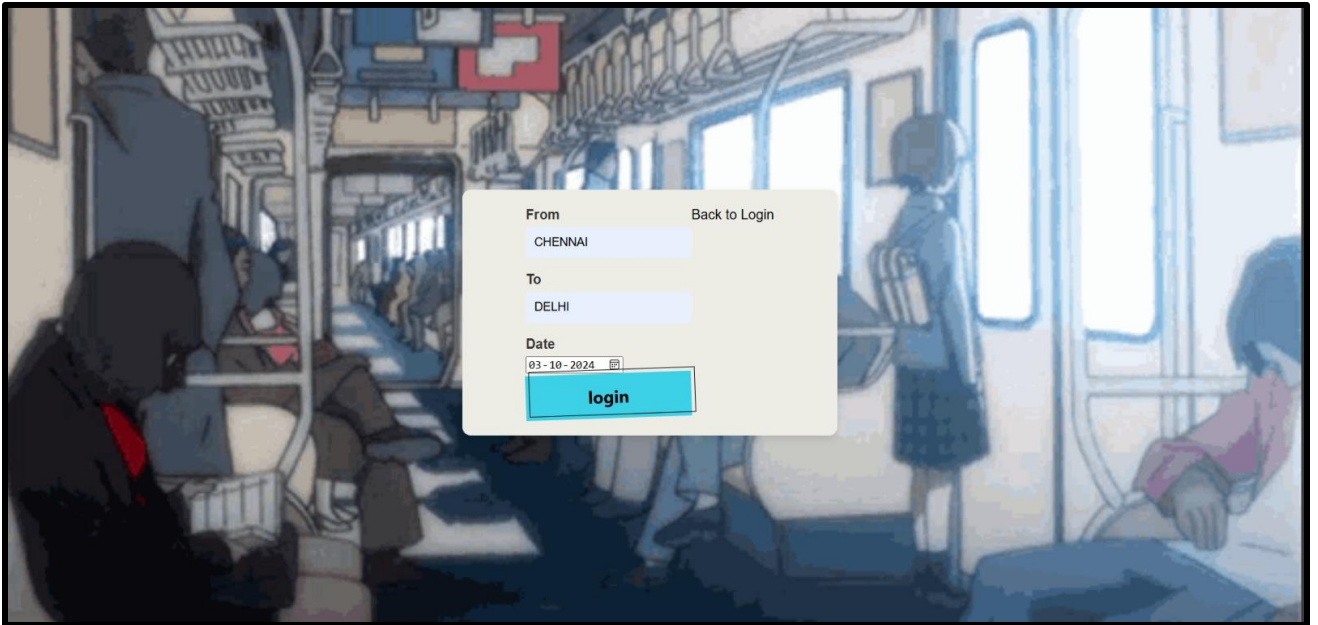 From
Back to Login
CHENNAI
To
DELHI
Date
03-10-2024
login